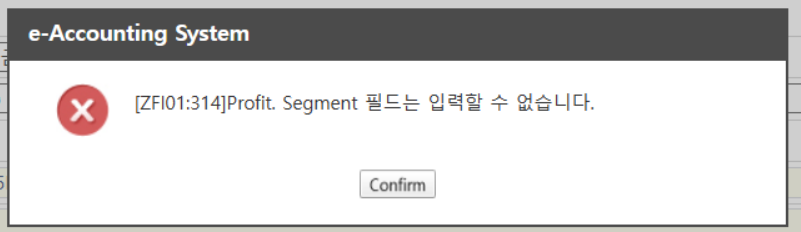 e-Accounting System
[ZFI01:314]Profit. Segment 필드는 입력할 수 없습니다.
Confirm